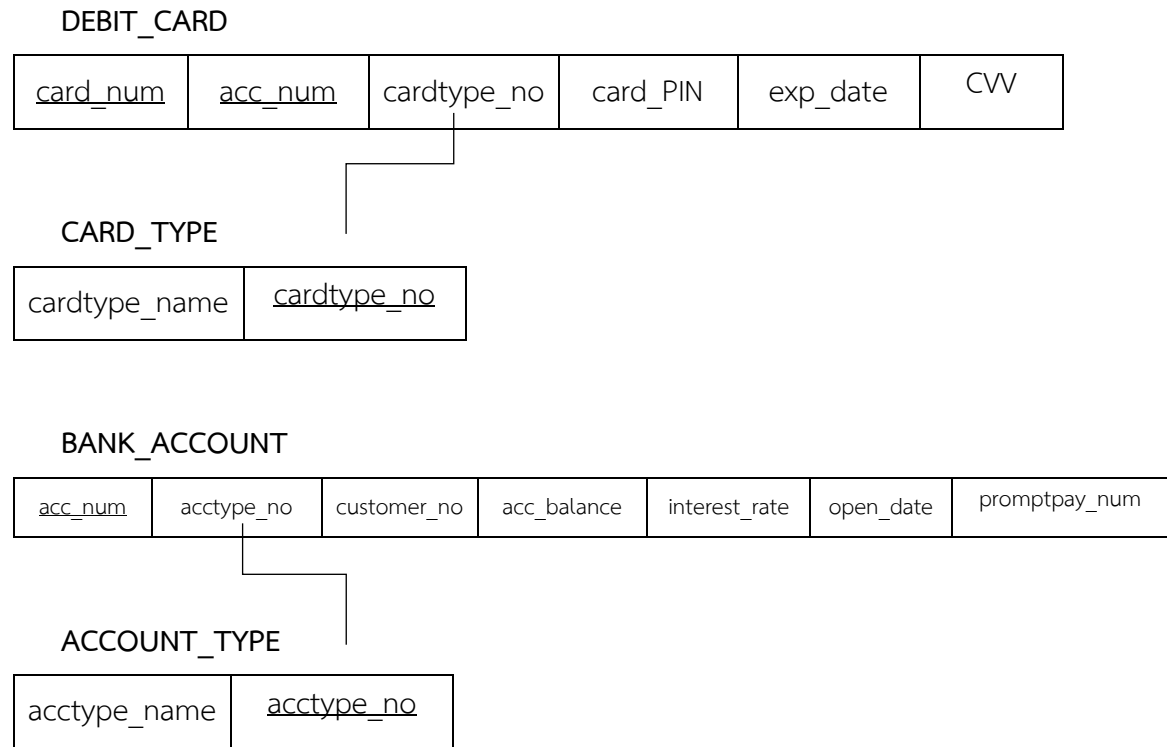 DEBIT_CARD
card_num acc_num cardtype_no card_PIN exp_date CVV
CARD_TYPE
cardtype_name cardtype_no
BANK_ACCOUNT
acc_num acctype_no customer_no acc_balance interest_rate open_date promptpay_num
ACCOUNT_TYPE
acctype_name acctype_no